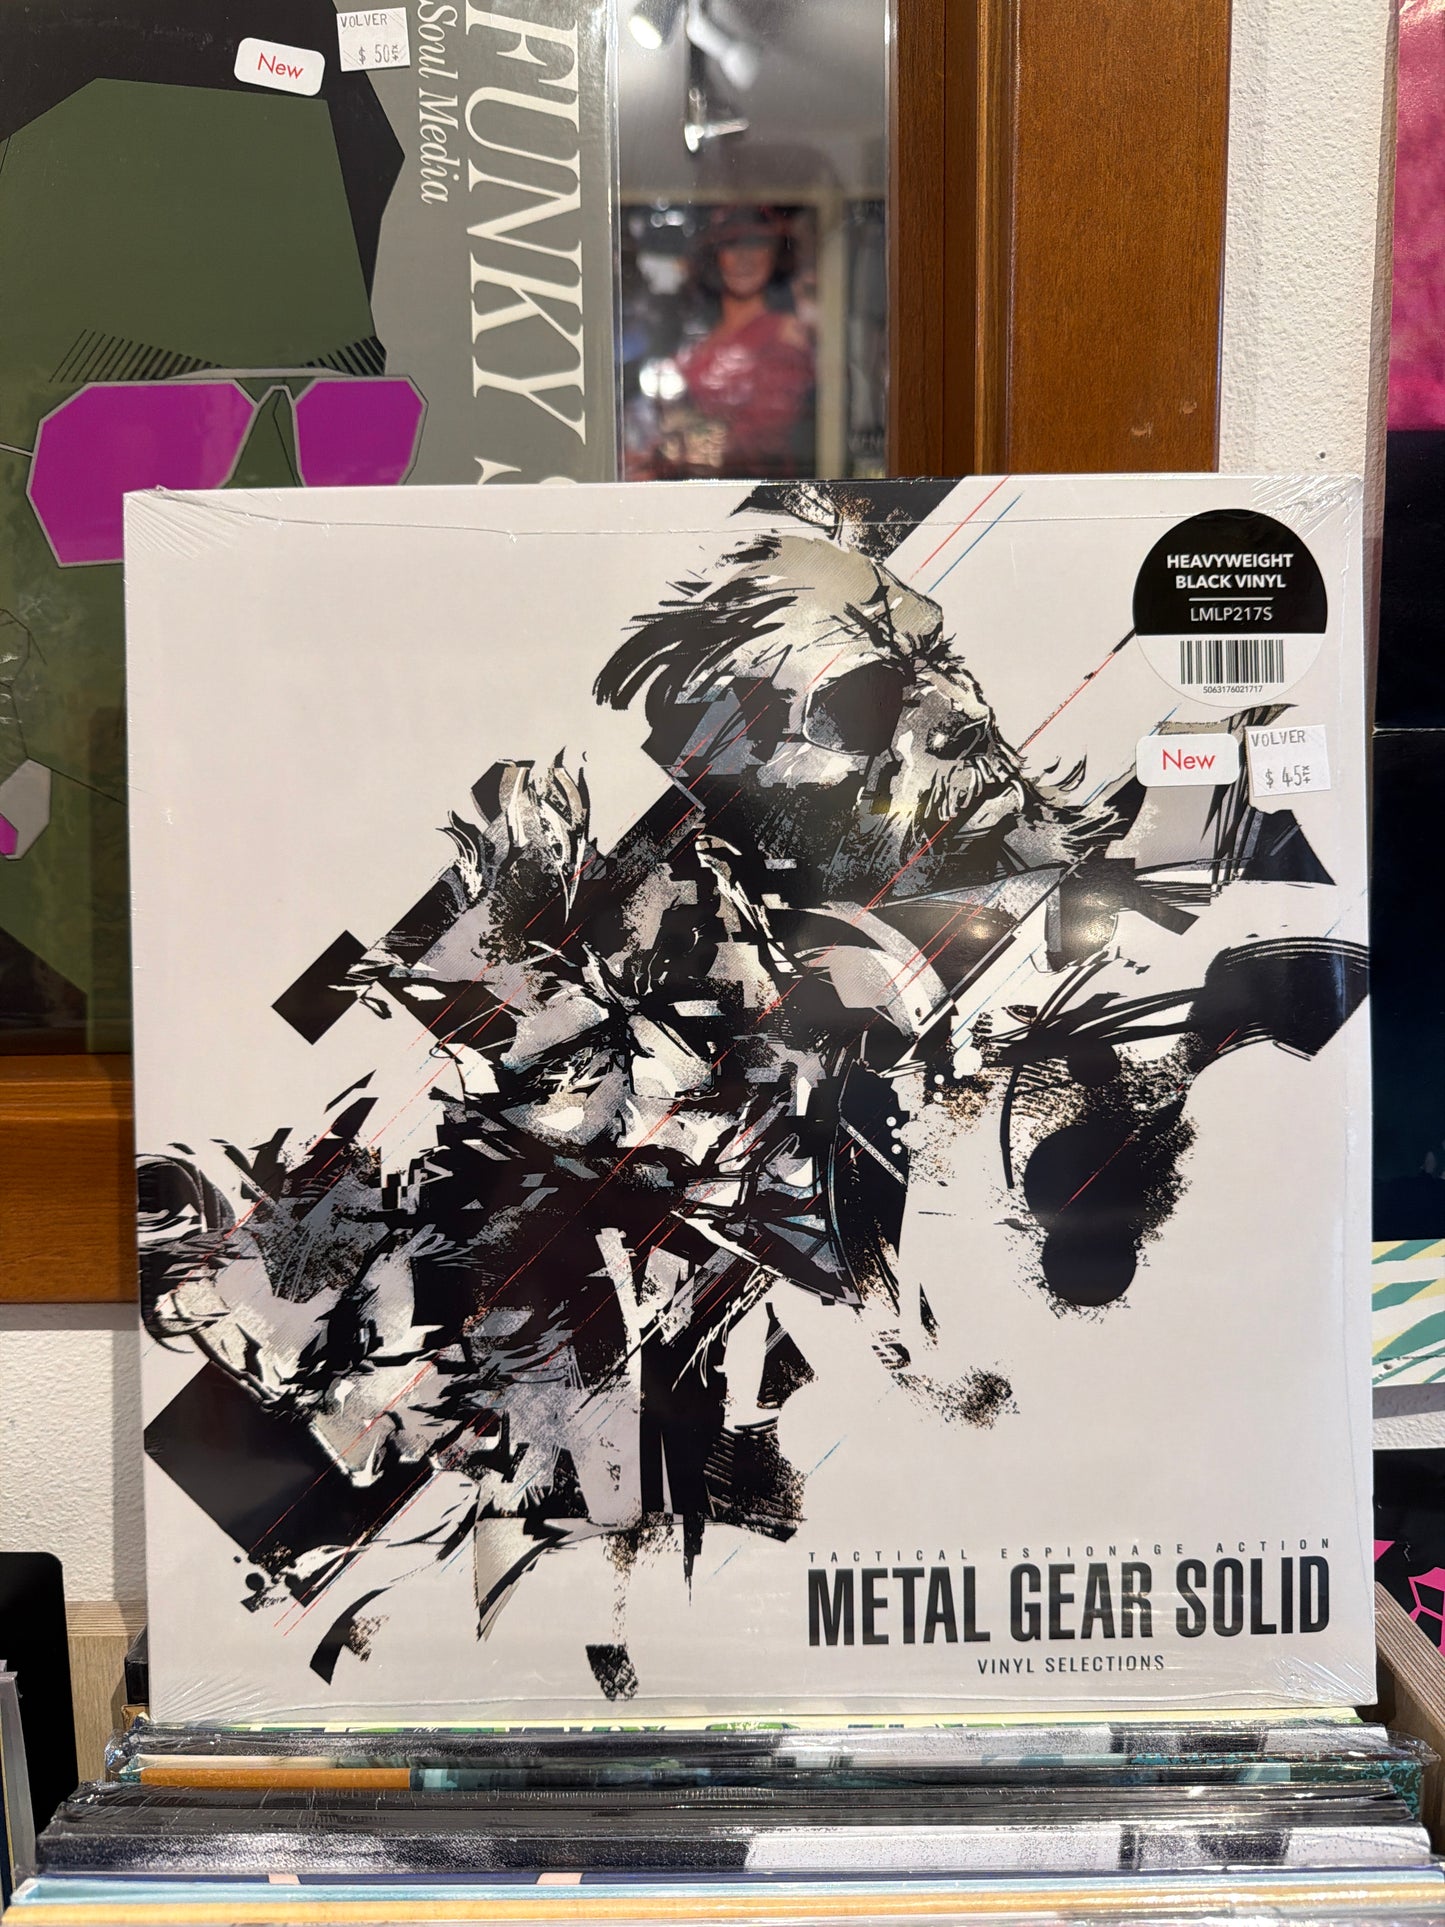 VOLVER
$ 50
New
FUNKY
Soul Media
HEAVYWEIGHT
BLACK VINYL
LMLP217S
5063176021717
New
VOLVER
$ 45
TACTICAL ESPIONAGE ACTION
METAL GEAR SOLID
VINYL SELECTIONS